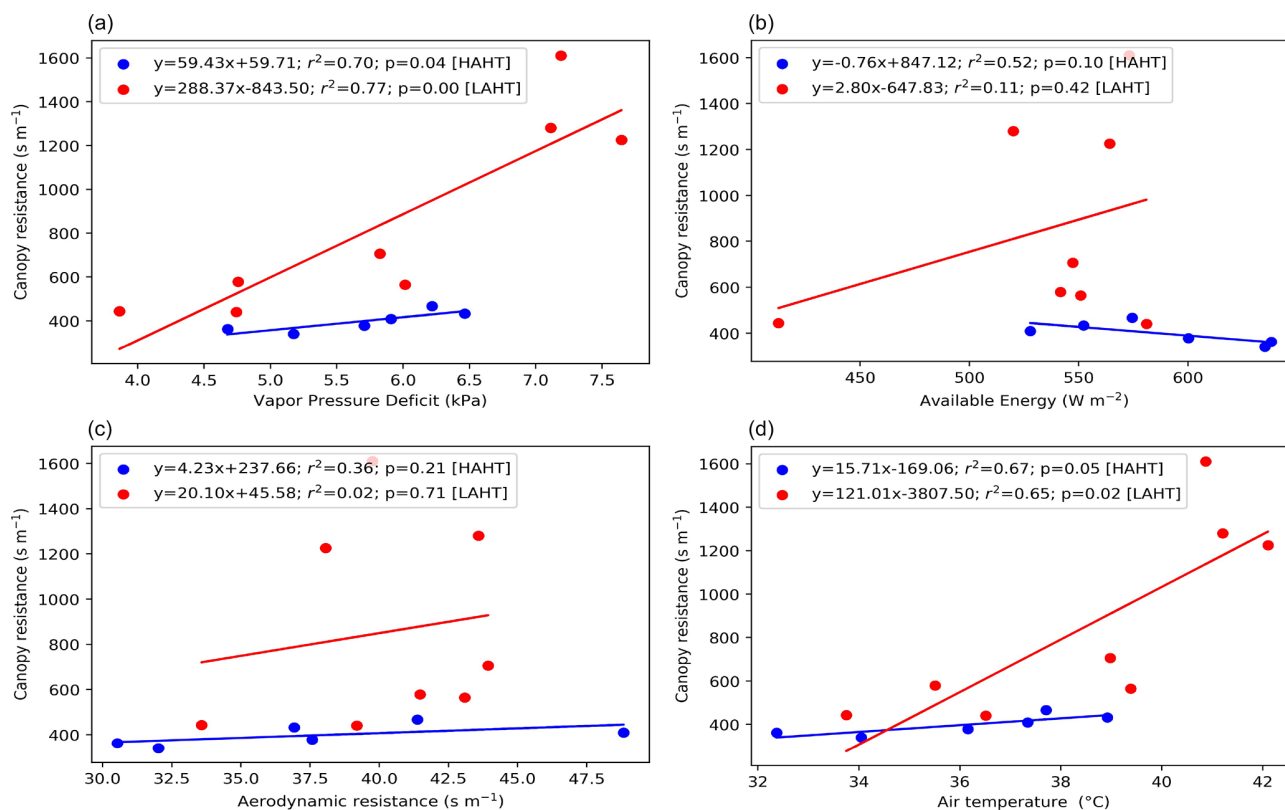 (a)
y=59.43x+59.71; r²=0.70; p=0.04 [HAHT]
y=288.37x-843.50; r²=0.77; p=0.00 [LAHT]
1600
1400
1200
1000
800
600
400
Canopy resistance (s m⁻¹)
4.0 4.5 5.0 5.5 6.0 6.5 7.0 7.5
Vapor Pressure Deficit (kPa)
(b)
y=-0.76x+847.12; r²=0.52; p=0.10 [HAHT]
y=2.80x-647.83; r²=0.11; p=0.42 [LAHT]
1600
1400
1200
1000
800
600
400
Canopy resistance (s m⁻¹)
450 500 550 600
Available Energy (W m⁻²)
(c)
y=4.23x+237.66; r²=0.36; p=0.21 [HAHT]
y=20.10x+45.58; r²=0.02; p=0.71 [LAHT]
1600
1400
1200
1000
800
600
400
Canopy resistance (s m⁻¹)
30.0 32.5 35.0 37.5 40.0 42.5 45.0 47.5
Aerodynamic resistance (s m⁻¹)
(d)
y=15.71x-169.06; r²=0.67; p=0.05 [HAHT]
y=121.01x-3807.50; r²=0.65; p=0.02 [LAHT]
1600
1400
1200
1000
800
600
400
Canopy resistance (s m⁻¹)
32 34 36 38 40 42
Air temperature (°C)